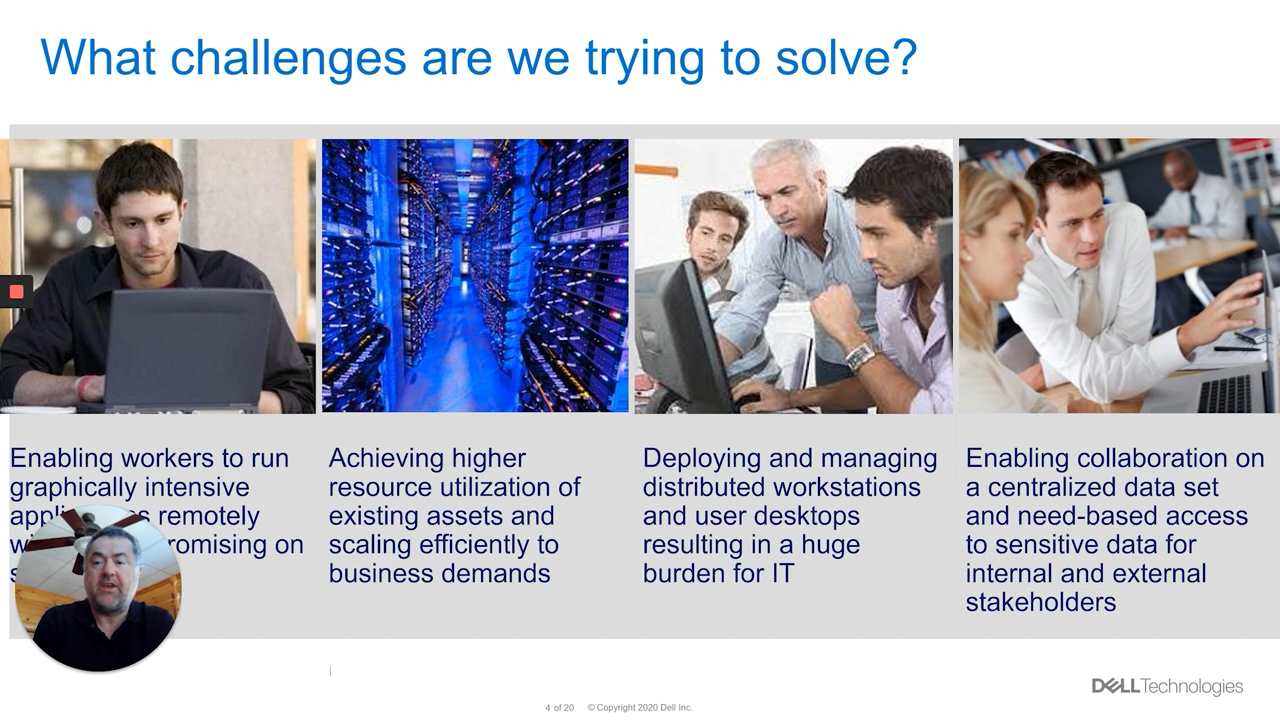 What challenges are we trying to solve?
Enabling workers to run
graphically intensive
remotely
on
Achieving higher
resource utilization of
existing assets and
scaling efficiently to
business demands
Deploying and managing
distributed workstations
and user desktops
resulting in a huge
burden for IT
Enabling collaboration on
a centralized data set
and need-based access
to sensitive data for
internal and external
stakeholders
DELLTechnologies
4 of 20 © Copyright 2020 Dell Inc.